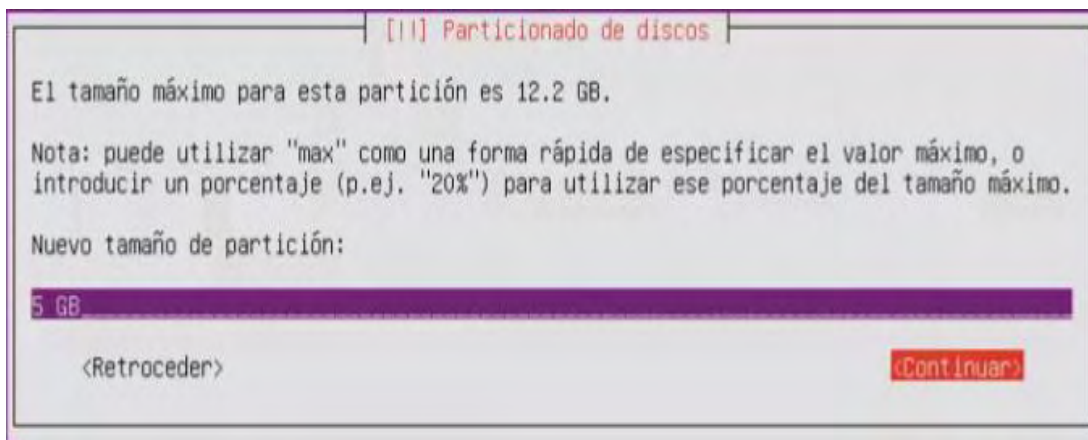 [!!] Particionado de discos
El tamaño máximo para esta partición es 12.2 GB.
Nota: puede utilizar "max" como una forma rápida de especificar el valor máximo, o
introducir un porcentaje (p.ej. "20%") para utilizar ese porcentaje del tamaño máximo.
Nuevo tamaño de partición:
5 GB
<Retroceder> <Continuar>